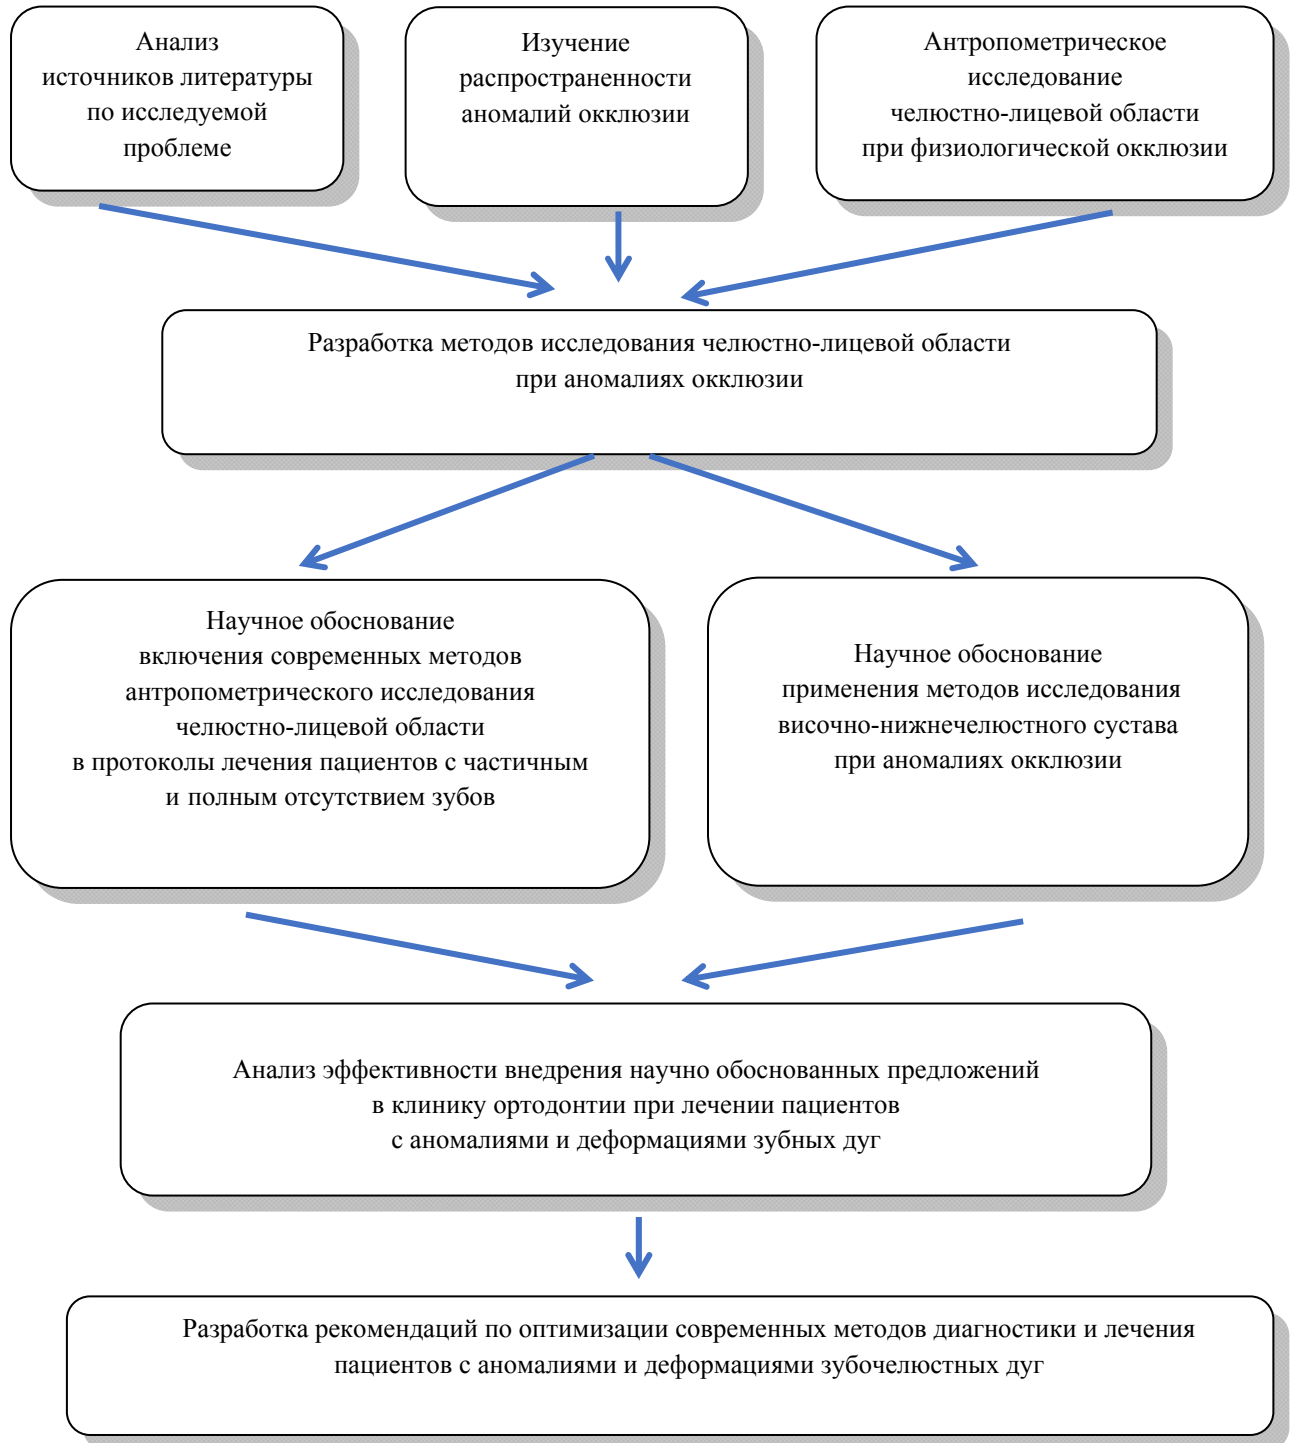 Анализ
источников литературы
по исследуемой
проблеме
Изучение
распространенности
аномалий окклюзии
Антропометрическое
исследование
челюстно-лицевой области
при физиологической окклюзии
Разработка методов исследования челюстно-лицевой области
при аномалиях окклюзии
Научное обоснование
включения современных методов
антропометрического исследования
челюстно-лицевой области
в протоколы лечения пациентов с частичным
и полным отсутствием зубов
Научное обоснование
применения методов исследования
височно-нижнечелюстного сустава
при аномалиях окклюзии
Анализ эффективности внедрения научно обоснованных предложений
в клинику ортодонтии при лечении пациентов
с аномалиями и деформациями зубных дуг
Разработка рекомендаций по оптимизации современных методов диагностики и лечения
пациентов с аномалиями и деформациями зубочелюстных дуг